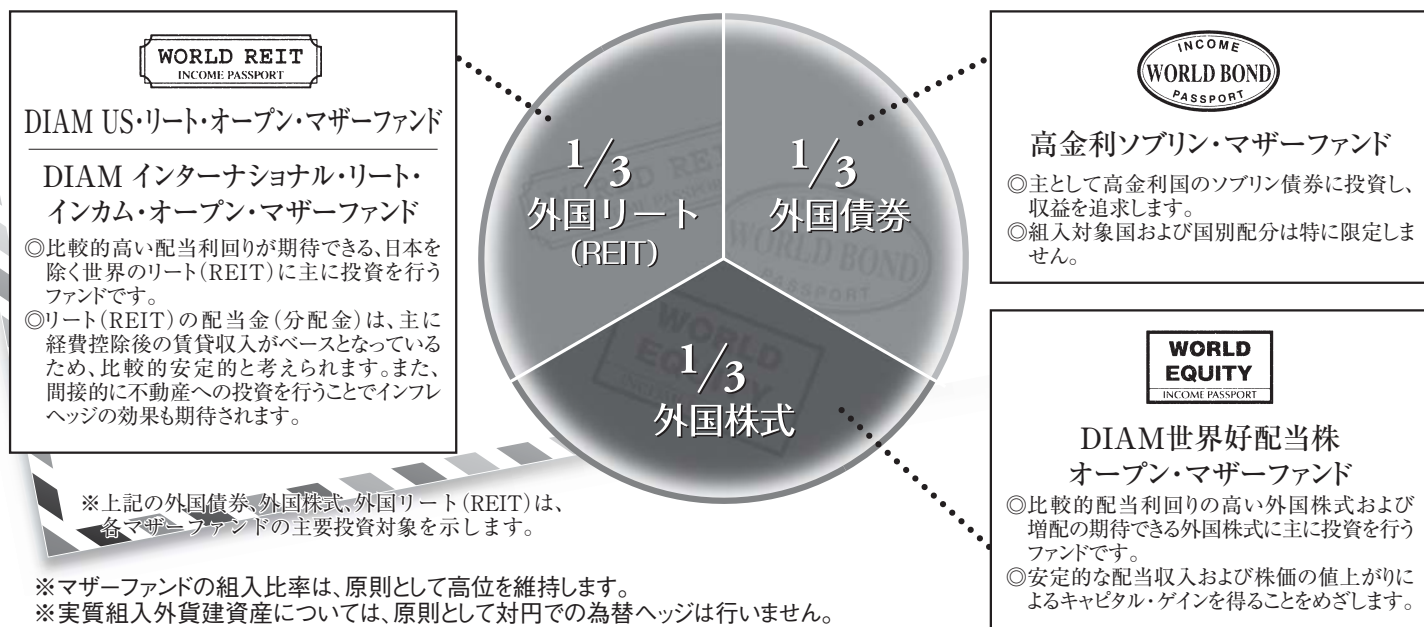 WORLD REIT
INCOME PASSPORT
DIAM US・リート・オープン・マザーファンド
DIAM インターナショナル・リート・
インカム・オープン・マザーファンド
◎比較的高い配当利回りが期待できる、日本を
除く世界のリート(REIT)に主に投資を行う
ファンドです。
◎リート(REIT)の配当金(分配金)は、主に
経費控除後の賃貸収入がベースとなっている
ため、比較的安定的と考えられます。また、
間接的に不動産への投資を行うことでインフレ
ヘッジの効果も期待されます。
1/3
外国リート
(REIT)
WORLD REIT
INCOME PASSPORT
1/3
外国債券
WORLD BOND
PASSPORT
1/3
外国株式
WORLD
EQUITY
INCOME PASSPORT
INCOME
WORLD BOND
PASSPORT
高金利ソブリン・マザーファンド
◎主として高金利国のソブリン債券に投資し、
収益を追求します。
◎組入対象国および国別配分は特に限定しま
せん。
WORLD
EQUITY
INCOME PASSPORT
DIAM世界好配当株
オープン・マザーファンド
◎比較的配当利回りの高い外国株式および
増配の期待できる外国株式に主に投資を行う
ファンドです。
◎安定的な配当収入および株価の値上がりに
よるキャピタル・ゲインを得ることをめざします。
※上記の外国債券、外国株式、外国リート(REIT)は、
各マザーファンドの主要投資対象を示します。
※マザーファンドの組入比率は、原則として高位を維持します。
※実質組入外貨建資産については、原則として対円での為替ヘッジは行いません。